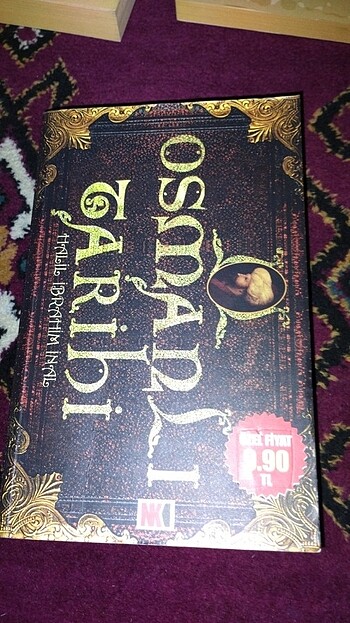 OSMANLI
TARİHİ
HALİL İBRAHİM İNAL
ÖZEL FİYAT
9.90
TL
NK